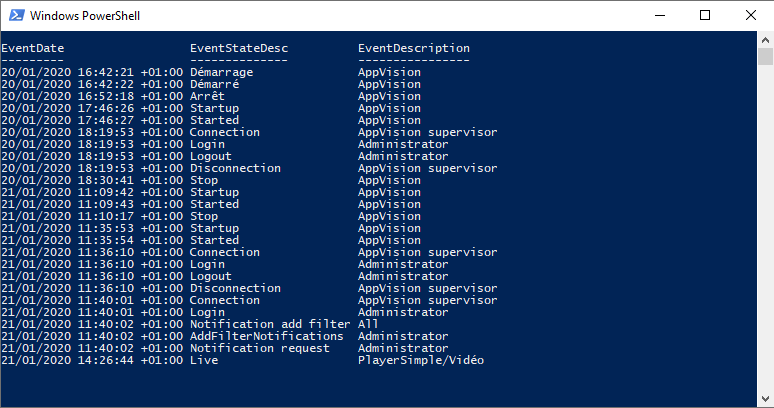 Windows PowerShell
EventDate EventStateDesc EventDescription
--------- -------------- ----------------
20/01/2020 16:42:21 +01:00 Démarrage AppVision
20/01/2020 16:42:22 +01:00 Démarré AppVision
20/01/2020 16:52:18 +01:00 Arrêt AppVision
20/01/2020 17:46:26 +01:00 Startup AppVision
20/01/2020 17:46:27 +01:00 Started AppVision
20/01/2020 18:19:53 +01:00 Connection AppVision supervisor
20/01/2020 18:19:53 +01:00 Login Administrator
20/01/2020 18:19:53 +01:00 Logout Administrator
20/01/2020 18:19:53 +01:00 Disconnection AppVision supervisor
20/01/2020 18:30:41 +01:00 Stop AppVision
21/01/2020 11:09:42 +01:00 Startup AppVision
21/01/2020 11:09:43 +01:00 Started AppVision
21/01/2020 11:10:17 +01:00 Stop AppVision
21/01/2020 11:35:53 +01:00 Startup AppVision
21/01/2020 11:35:54 +01:00 Started AppVision
21/01/2020 11:36:10 +01:00 Connection AppVision supervisor
21/01/2020 11:36:10 +01:00 Login Administrator
21/01/2020 11:36:10 +01:00 Logout Administrator
21/01/2020 11:36:10 +01:00 Disconnection AppVision supervisor
21/01/2020 11:40:01 +01:00 Connection AppVision supervisor
21/01/2020 11:40:01 +01:00 Login Administrator
21/01/2020 11:40:02 +01:00 Notification add filter All
21/01/2020 11:40:02 +01:00 AddFilterNotifications Administrator
21/01/2020 11:40:02 +01:00 Notification request Administrator
21/01/2020 14:26:44 +01:00 Live PlayerSimple/Vidéo